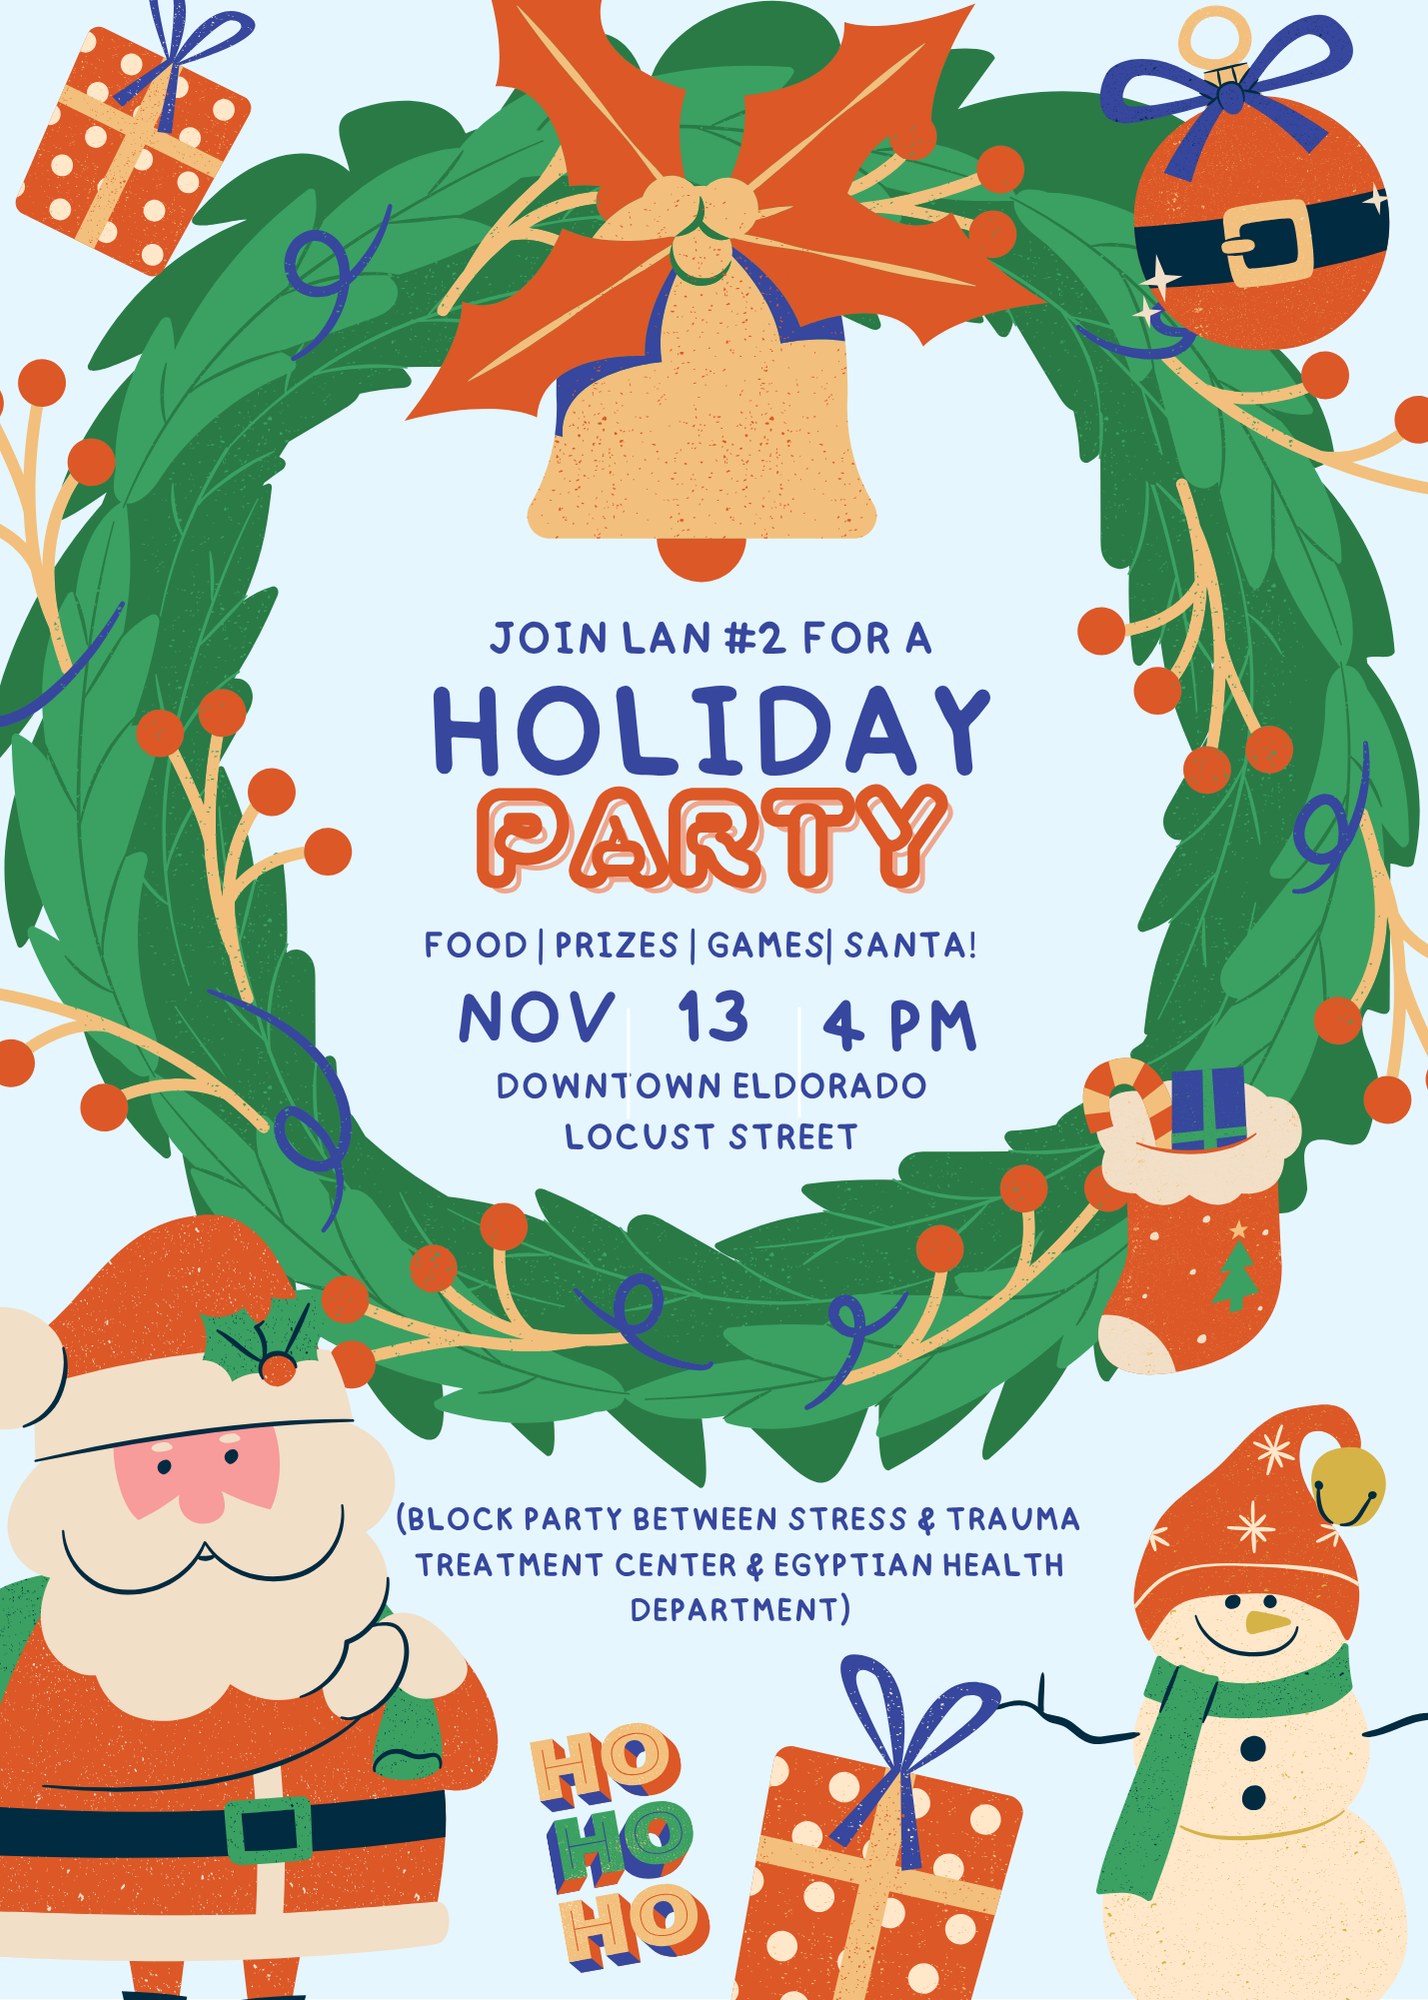 JOIN LAN #2 FOR A
HOLIDAY
PARTY
FOOD | PRIZES | GAMES| SANTA!
NOV 13 4 PM
DOWNTOWN ELDORADO
LOCUST STREET
(BLOCK PARTY BETWEEN STRESS & TRAUMA
TREATMENT CENTER & EGYPTIAN HEALTH
DEPARTMENT)
HO
HO
HO